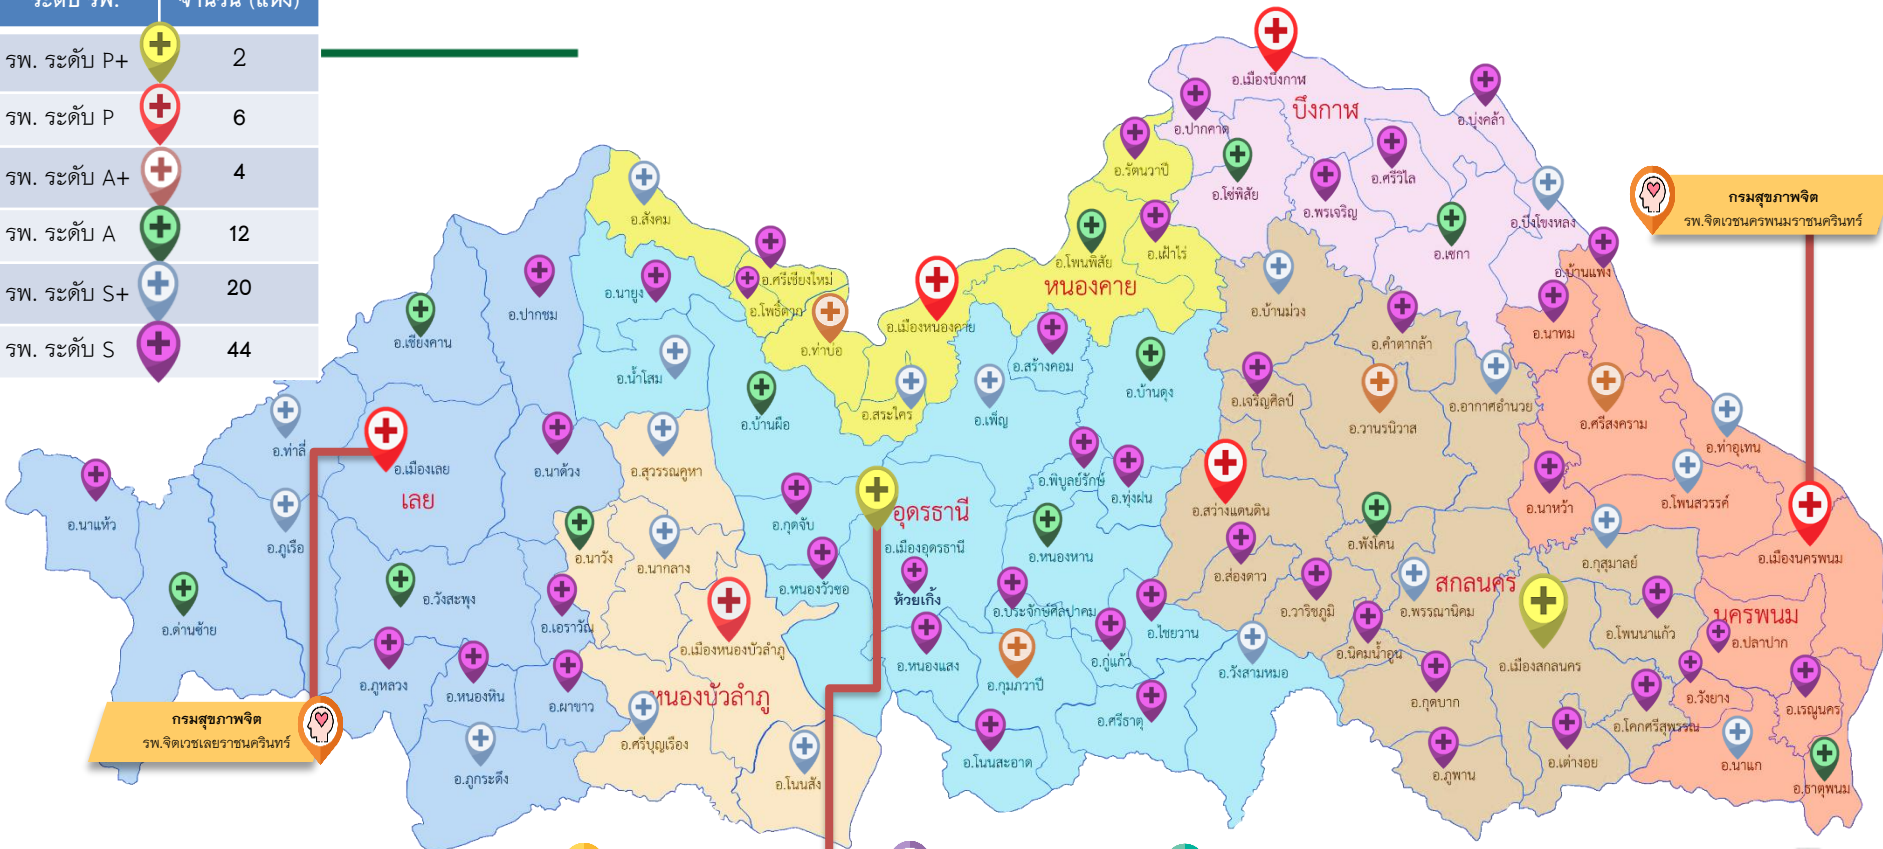 ระดับ รพ. จำนวน (แห่ง)
รพ. ระดับ P+ 2
รพ. ระดับ P 6
รพ. ระดับ A+ 4
รพ. ระดับ A 12
รพ. ระดับ S+ 20
รพ. ระดับ S 44
อ.เมืองบึงกาฬ
บึงกาฬ
อ.ปากคาด
อ.บุ่งคล้า
อ.รัตนวาปี
อ.โซ่พิสัย
อ.ศรีวิไล
อ.พรเจริญ
อ.บึงโขงหลง
อ.เซกา
กรมสุขภาพจิต
รพ.จิตเวชนครพนมราชนครินทร์
อ.สังคม
อ.เฝ้าไร่
อ.โพนพิสัย
หนองคาย
อ.ศรีเชียงใหม่
อ.โพธิ์ตาก
อ.ท่าบ่อ
อ.เมืองหนองคาย
อ.สระใคร
อ.บ้านแพง
อ.นาทม
อ.บ้านม่วง
อ.คำตากล้า
อ.นายูง
อ.ปากชม
อ.เชียงคาน
อ.น้ำโสม
อ.บ้านผือ
อ.เพ็ญ
อ.สร้างคอม
อ.บ้านดุง
อ.เจริญศิลป์
อ.วานรนิวาส
อ.อากาศอำนวย
อ.ศรีสงคราม
อ.ท่าอุเทน
อ.ท่าลี่
อ.เมืองเลย
เลย
อ.นาด้วง
อ.สุวรรณคูหา
อ.พิบูลย์รักษ์
อ.ทุ่งฝน
อ.สว่างแดนดิน
อ.นาหว้า
อ.โพนสวรรค์
อ.นาแห้ว
อ.ภูเรือ
อ.กุดจับ
อุดรธานี
อ.เมืองอุดรธานี
อ.หนองหาน
อ.พังโคน
อ.กุสุมาลย์
อ.เมืองนครพนม
อ.นาวัง
อ.นากลาง
อ.หนองวัวซอ
ห้วยเกิ้ง
อ.ประจักษ์ศิลปาคม
อ.ส่องดาว
อ.วาริชภูมิ
อ.พรรณานิคม
สกลนคร
นครพนม
อ.ด่านซ้าย
อ.วังสะพุง
อ.เอราวัณ
อ.เมืองหนองบัวลำภู
อ.หนองแสง
อ.กุมภวาปี
อ.กู่แก้ว
อ.ไชยวาน
อ.วังสามหมอ
อ.นิคมน้ำอูน
อ.เมืองสกลนคร
อ.โพนนาแก้ว
อ.ปลาปาก
อ.ภูหลวง
อ.หนองหิน
อ.ผาขาว
หนองบัวลำภู
อ.ศรีบุญเรือง
อ.ศรีธาตุ
อ.กุดบาก
อ.โคกศรีสุพรรณ
อ.วังยาง
อ.เรณูนคร
กรมสุขภาพจิต
รพ.จิตเวชเลยราชนครินทร์
อ.ภูกระดึง
อ.โนนสัง
อ.โนนสะอาด
อ.ภูพาน
อ.เต่างอย
อ.นาแก
อ.ธาตุพนม